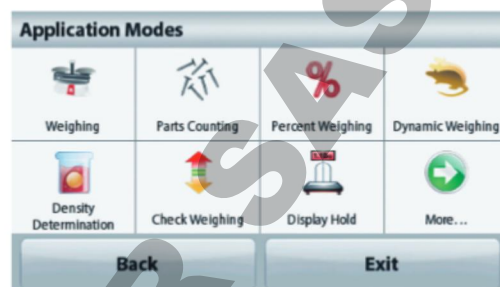 Application Modes
Weighing
Parts Counting
Percent Weighing
Dynamic Weighing
Density
Determination
Check Weighing
Display Hold
More...
Back
Exit